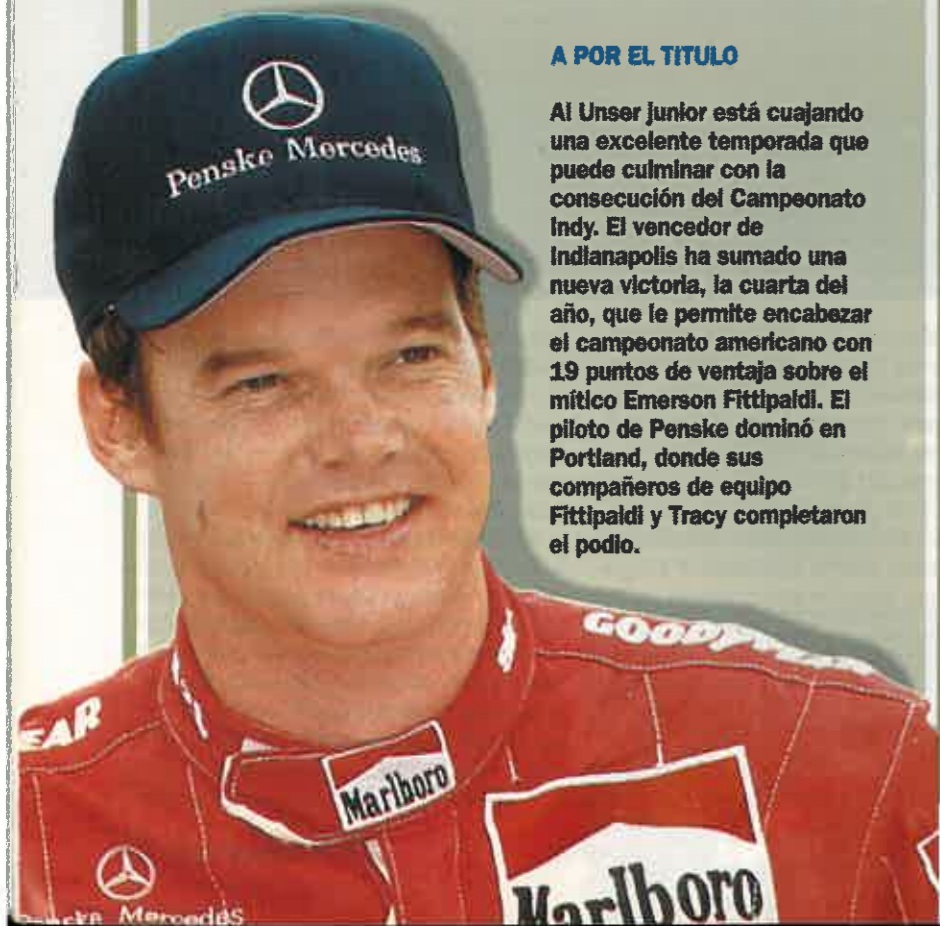 A POR EL TITULO
Al Unser junior está cuajando
una excelente temporada que
puede culminar con la
consecución del Campeonato
Indy. El vencedor de
Indianapolis ha sumado una
nueva victoria, la cuarta del
año, que le permite encabezar
el campeonato americano con
19 puntos de ventaja sobre el
mítico Emerson Fittipaldi. El
piloto de Penske dominó en
Portland, donde sus
compañeros de equipo
Fittipaldi y Tracy completaron
el podio.
Penske Mercedes
GOODYEAR
EAR
Marlboro
Marlboro
Penske Mercedes